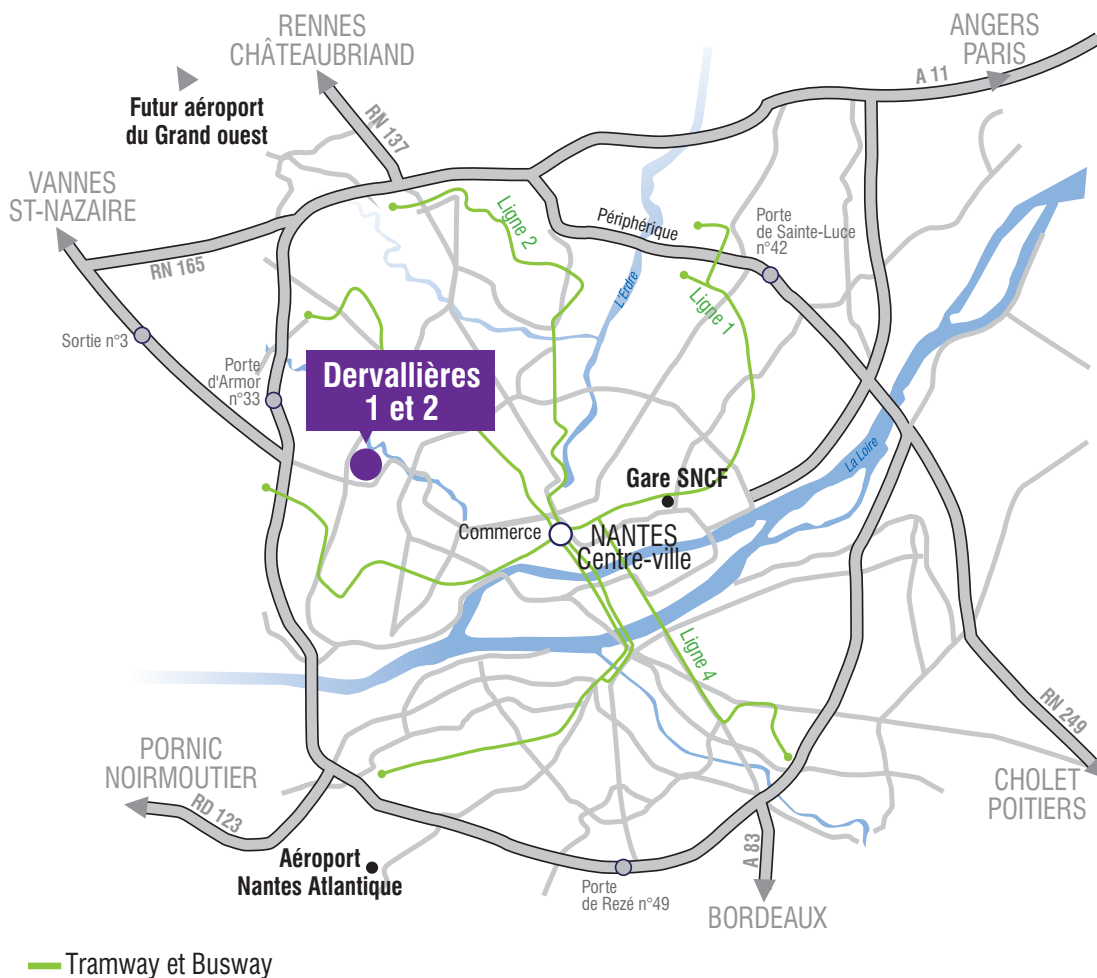 RENNES
CHÂTEAUBRIAND
ANGERS
PARIS
A 11
Futur aéroport
du Grand ouest
RN 137
VANNES
ST-NAZAIRE
RN 165
Ligne 2
Périphérique
Porte
de Sainte-Luce
n°42
L'Erdre
Ligne 1
Sortie n°3
Porte
d'Armor
n°33
Dervallières
1 et 2
La Loire
Gare SNCF
Commerce
NANTES
Centre-ville
Ligne 4
RN 249
PORNIC
NOIRMOUTIER
RD 123
CHOLET
POITIERS
Aéroport
Nantes Atlantique
Porte
de Rezé n°49
A 83
BORDEAUX
Tramway et Busway